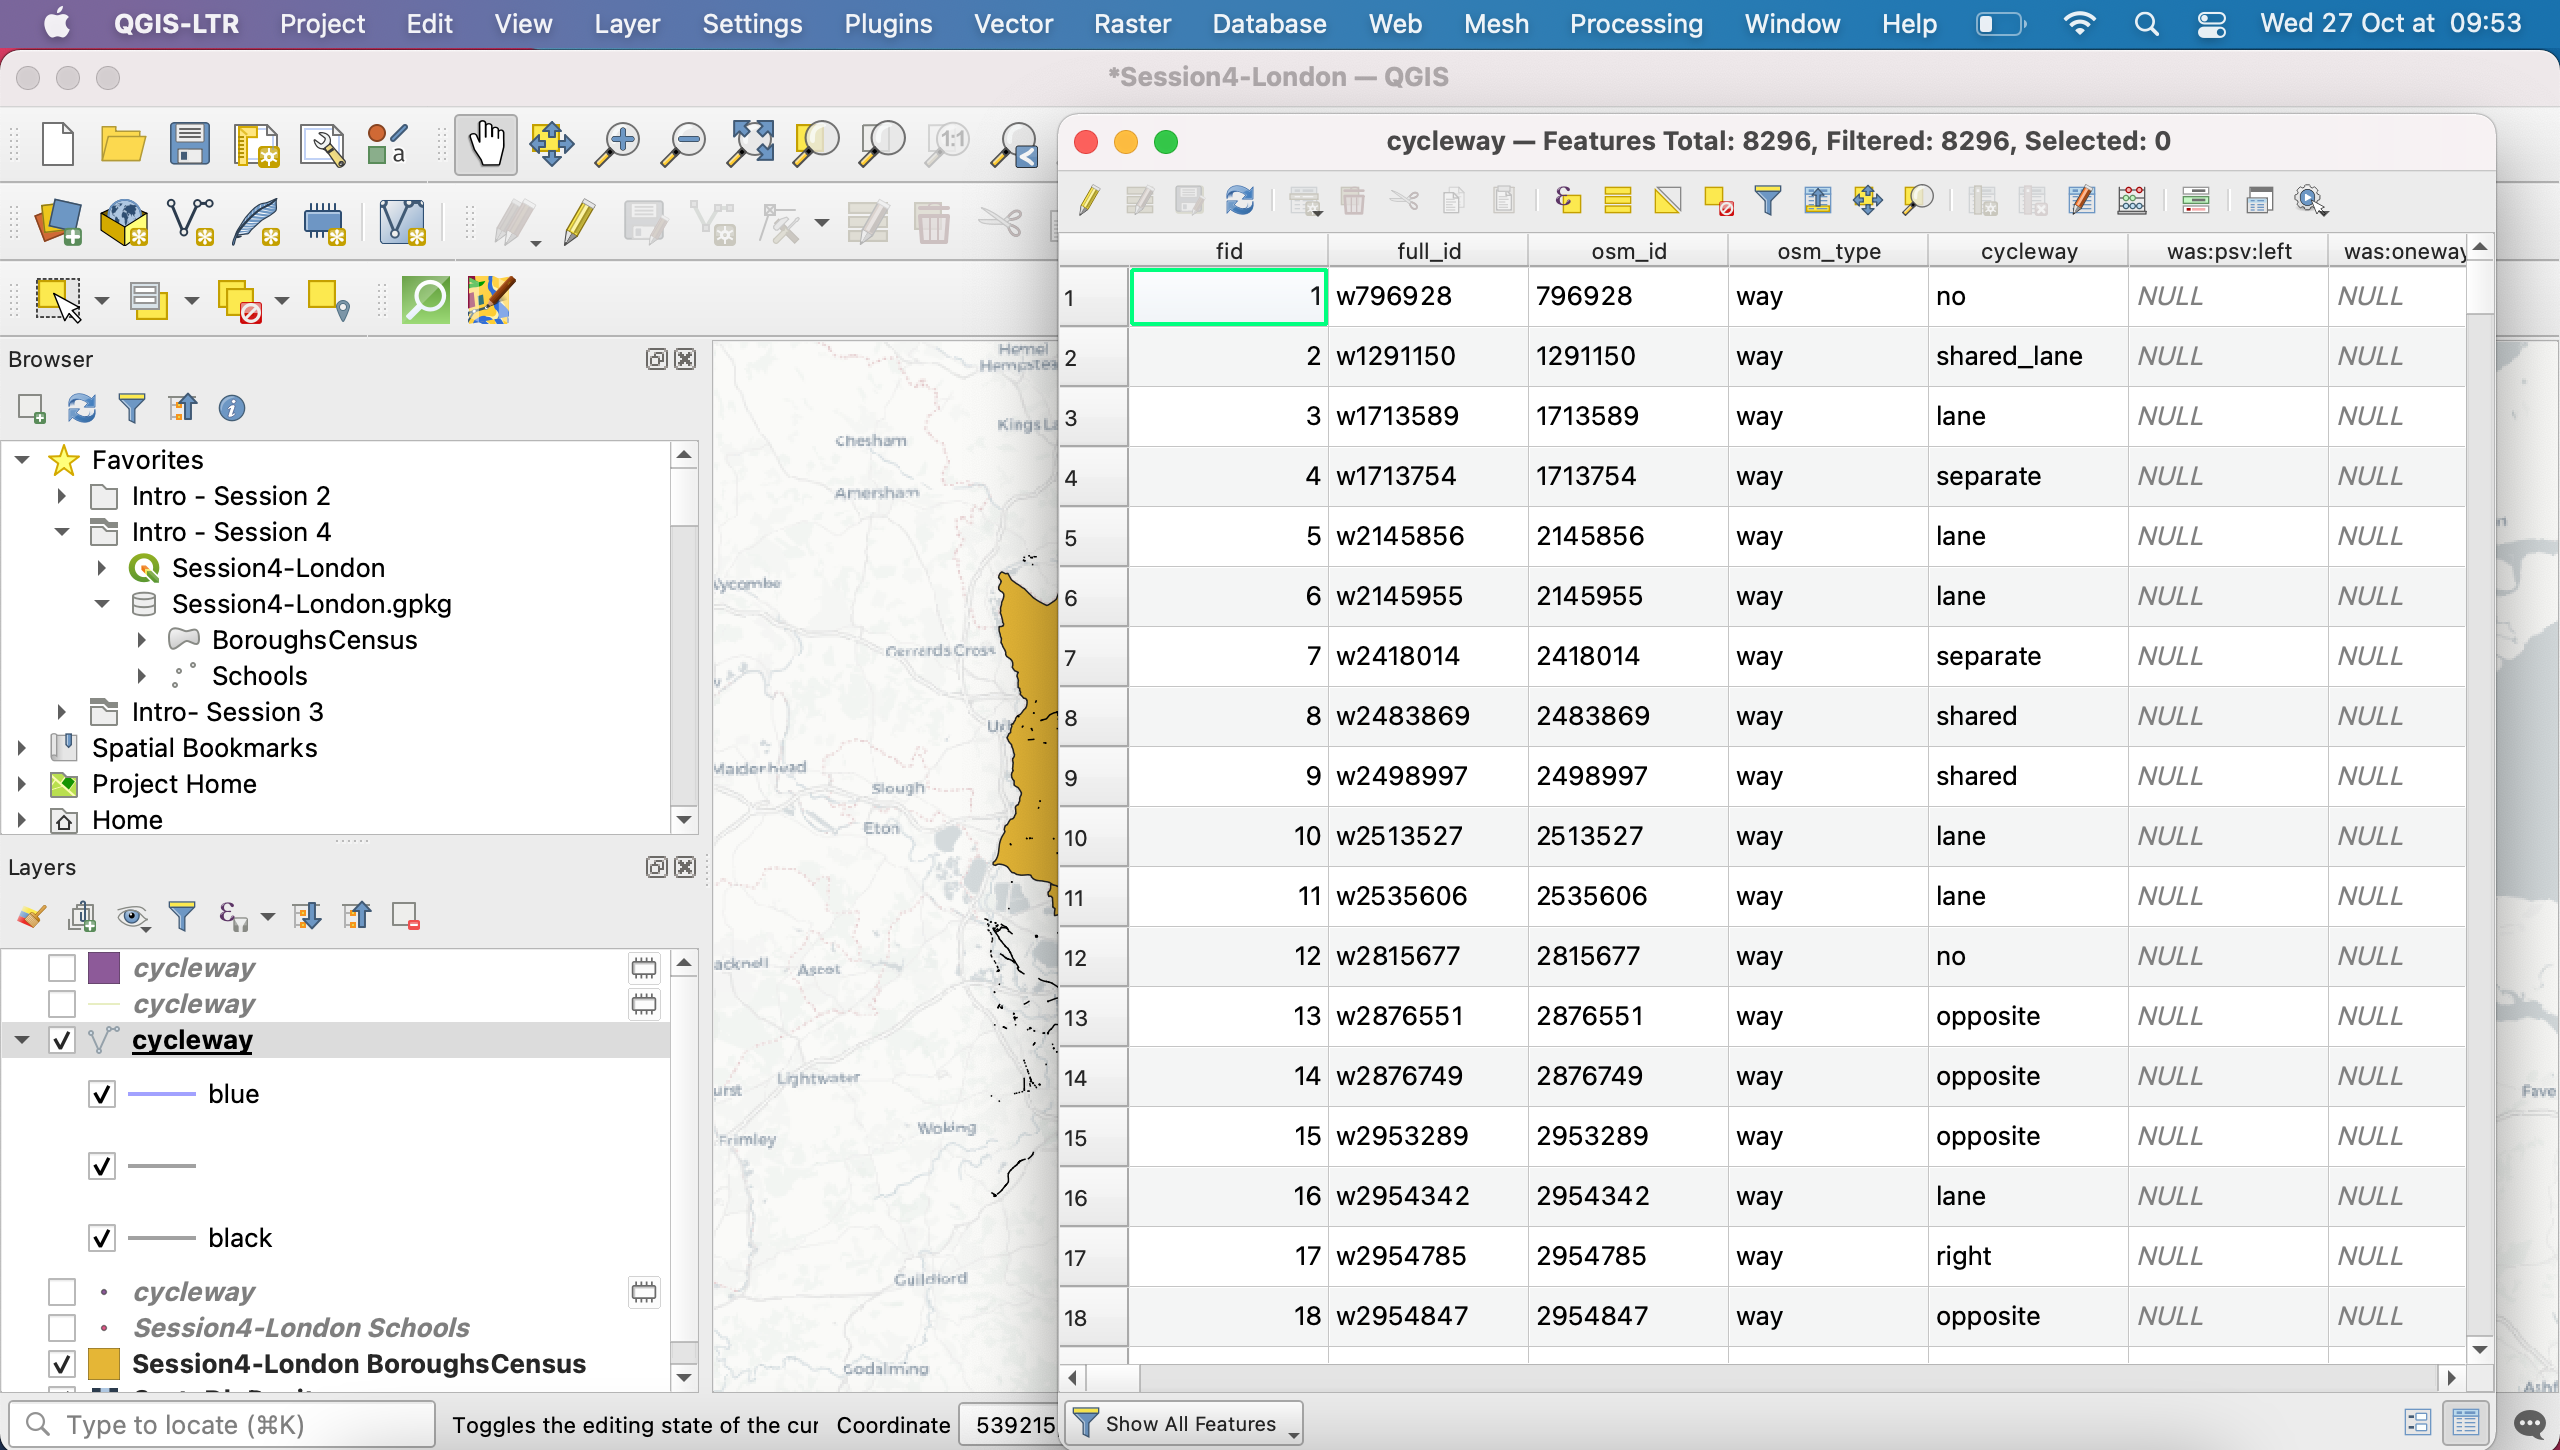 QGIS-LTR Project Edit View Layer Settings Plugins Vector Raster Database Web Mesh Processing Window Help Wed 27 Oct at 09:53
*Session4-London — QGIS
cycleway — Features Total: 8296, Filtered: 8296, Selected: 0
fid full_id osm_id osm_type cycleway was:psv:left was:oneway
1 1 w796928 796928 way no NULL NULL
2 2 w1291150 1291150 way shared_lane NULL NULL
3 3 w1713589 1713589 way lane NULL NULL
4 4 w1713754 1713754 way separate NULL NULL
5 5 w2145856 2145856 way lane NULL NULL
6 6 w2145955 2145955 way lane NULL NULL
7 7 w2418014 2418014 way separate NULL NULL
8 8 w2483869 2483869 way shared NULL NULL
9 9 w2498997 2498997 way shared NULL NULL
10 10 w2513527 2513527 way lane NULL NULL
11 11 w2535606 2535606 way lane NULL NULL
12 12 w2815677 2815677 way no NULL NULL
13 13 w2876551 2876551 way opposite NULL NULL
14 14 w2876749 2876749 way opposite NULL NULL
15 15 w2953289 2953289 way opposite NULL NULL
16 16 w2954342 2954342 way lane NULL NULL
17 17 w2954785 2954785 way right NULL NULL
18 18 w2954847 2954847 way opposite NULL NULL
Show All Features
Browser
Favorites
Intro - Session 2
Intro - Session 4
Session4-London
Session4-London.gpkg
BoroughsCensus
Schools
Intro- Session 3
Spatial Bookmarks
Project Home
Home
Layers
cycleway
cycleway
cycleway
blue
black
cycleway
Session4-London Schools
Session4-London BoroughsCensus
Type to locate (⌘K) Toggles the editing state of the cur Coordinate 539215
Hemel
Chesham
Amersham
Gerrards Cross
Slough
Eton
Ascot
Lightwater
Woking
Frimley
Guildford
Godalming
Maidenhead
1:1